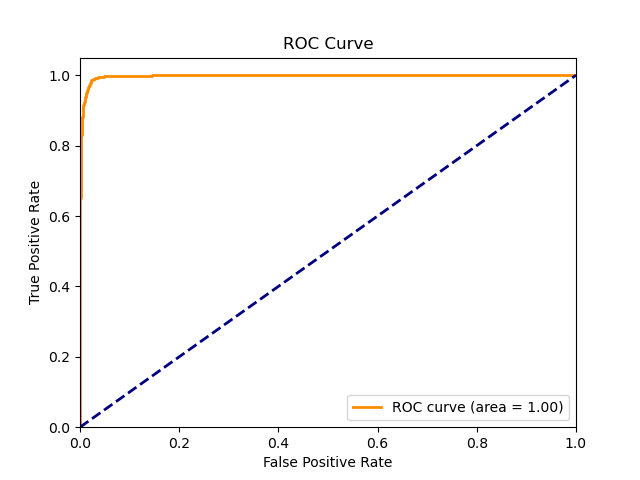 ROC Curve
True Positive Rate
1.0
0.8
0.6
0.4
0.2
0.0
0.0 0.2 0.4 0.6 0.8 1.0
False Positive Rate
ROC curve (area = 1.00)